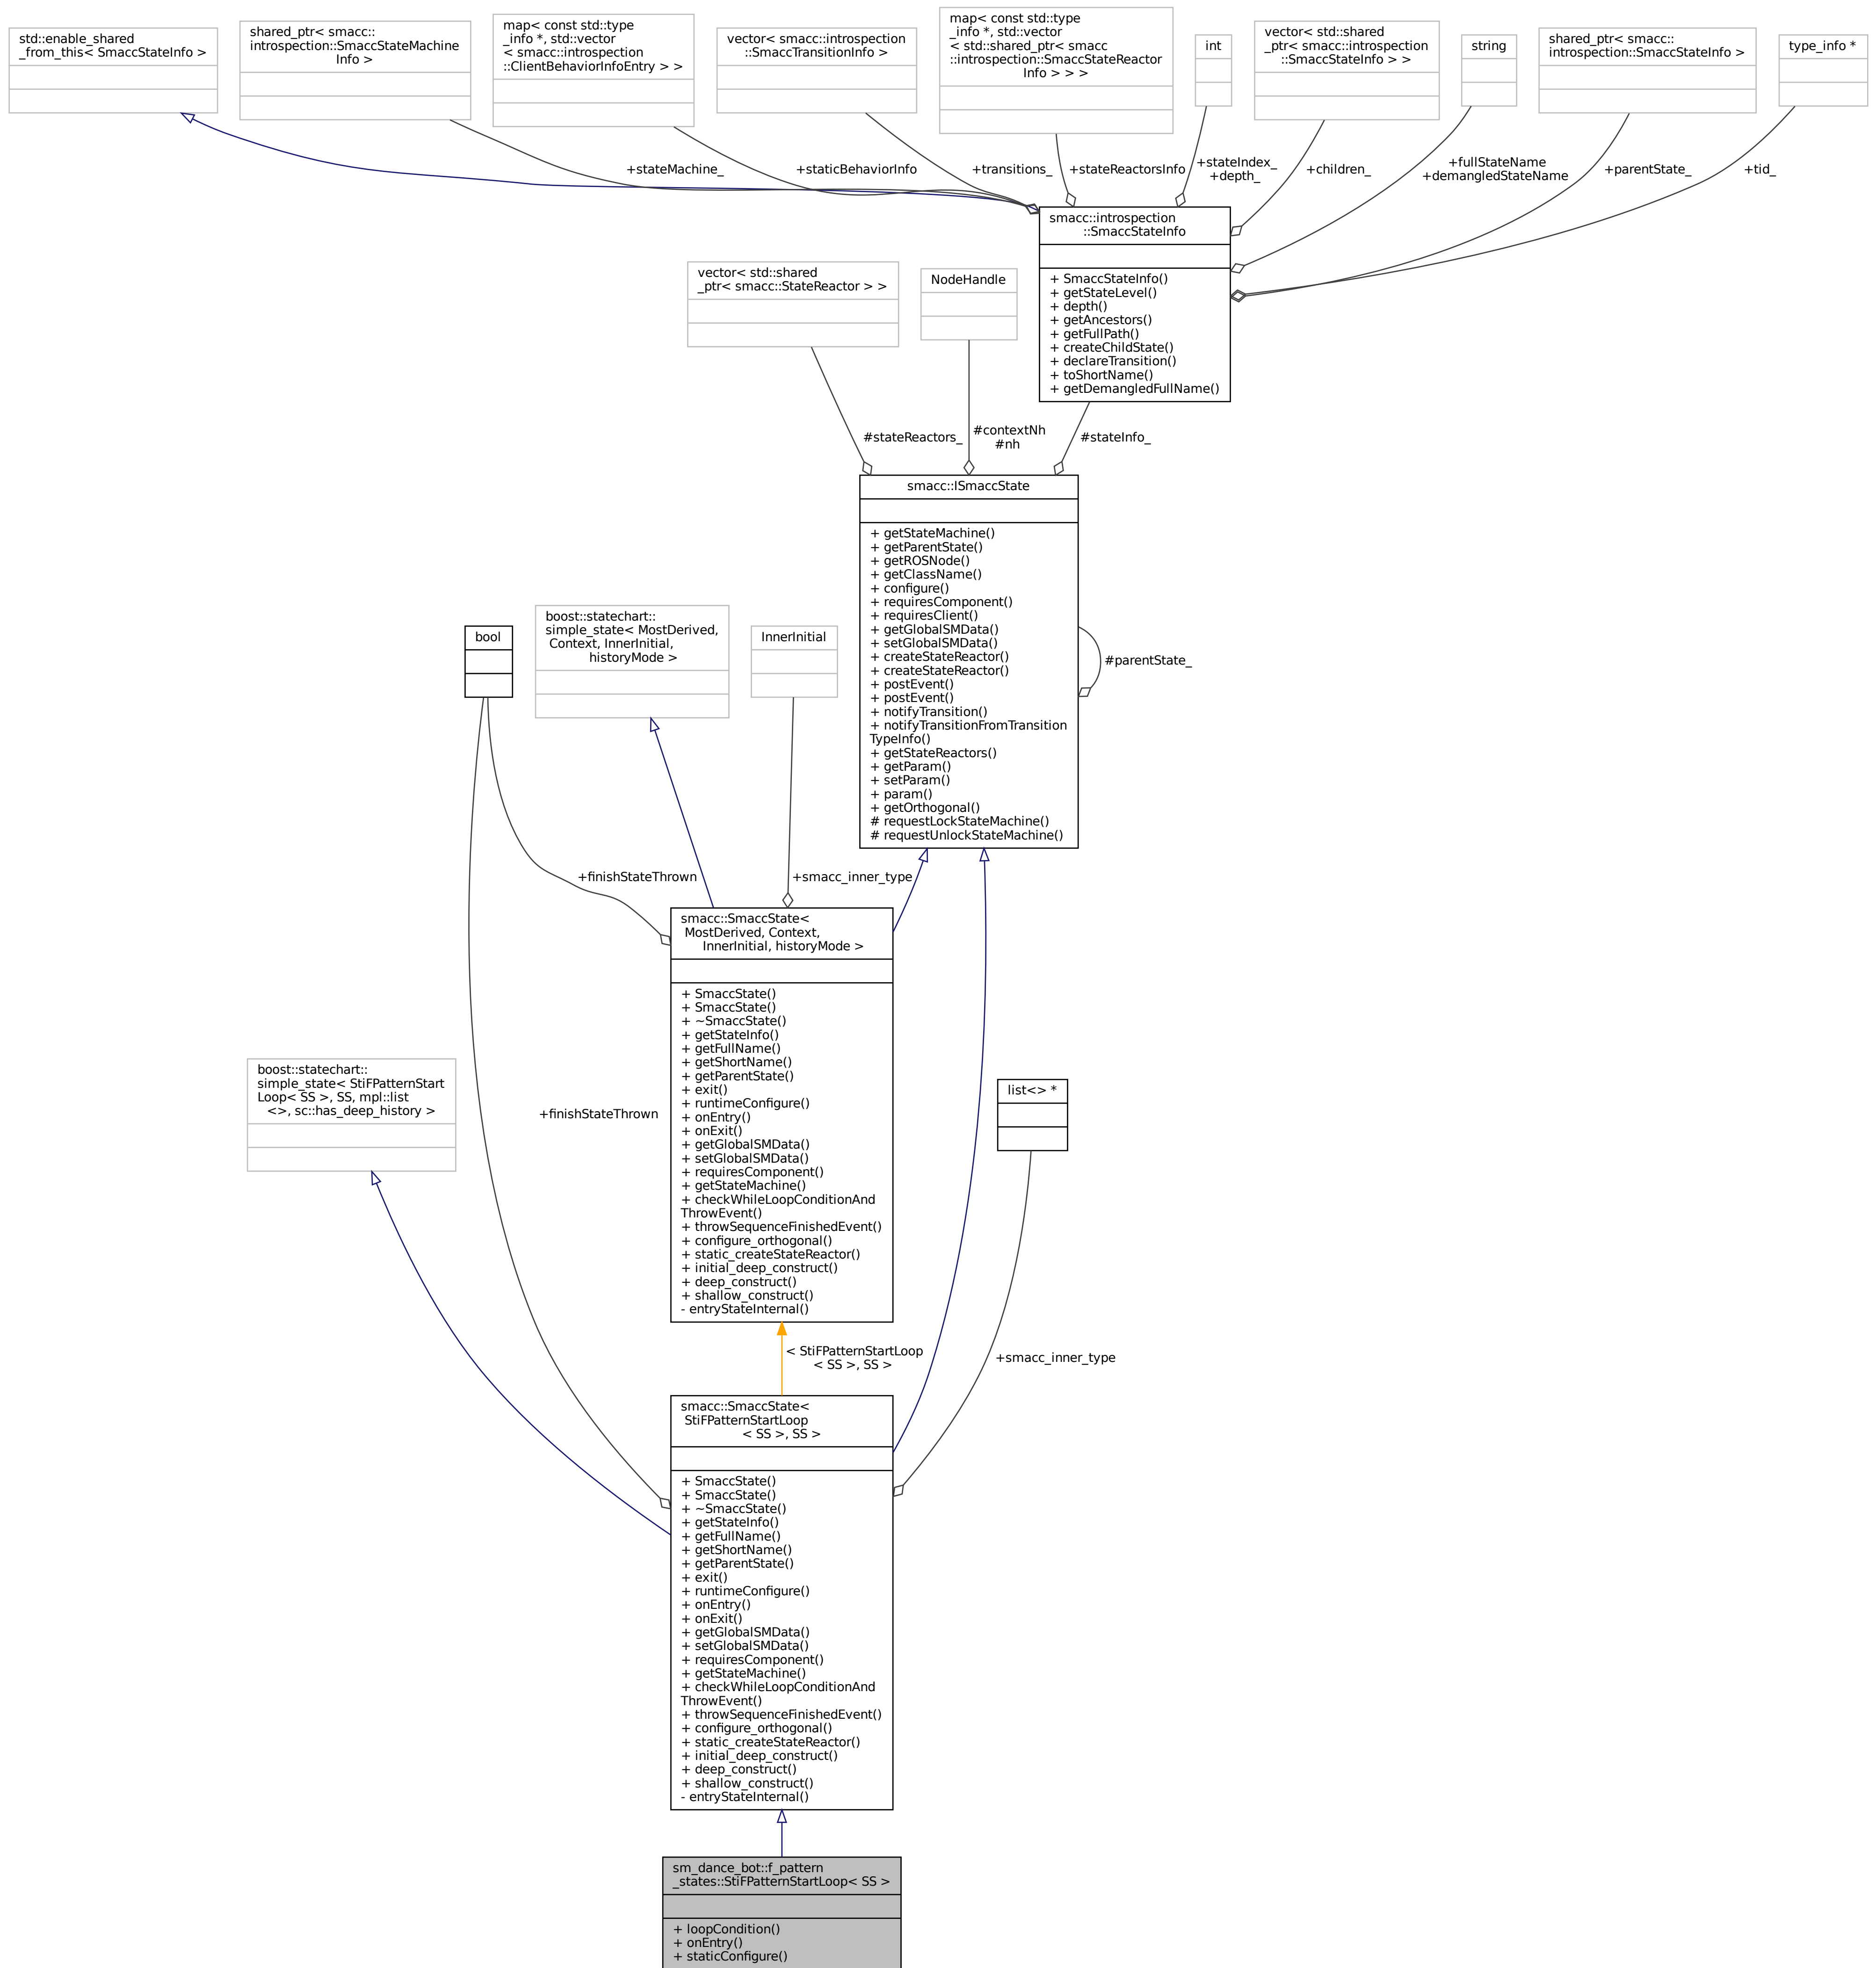 std::enable_shared
_from_this< SmaccStateInfo >
shared_ptr< smacc::
introspection::SmaccStateMachine
Info >
map< const std::type
_info *, std::vector
< smacc::introspection
::ClientBehaviorInfoEntry > >
vector< smacc::introspection
::SmaccTransitionInfo >
map< const std::type
_info *, std::vector
< std::shared_ptr< smacc
::introspection::SmaccStateReactor
Info > > >
int
vector< std::shared
_ptr< smacc::introspection
::SmaccStateInfo > >
string
shared_ptr< smacc::
introspection::SmaccStateInfo >
type_info *
+stateMachine_
+staticBehaviorInfo
+transitions_
+stateReactorsInfo
+stateIndex_
+depth_
+children_
+fullStateName
+demangledStateName
+parentState_
+tid_
smacc::introspection
::SmaccStateInfo
+ SmaccStateInfo()
+ getStateLevel()
+ depth()
+ getAncestors()
+ getFullPath()
+ createChildState()
+ declareTransition()
+ toShortName()
+ getDemangledFullName()
vector< std::shared
_ptr< smacc::StateReactor > >
NodeHandle
#stateReactors_
#contextNh
#nh
#stateInfo_
smacc::ISmaccState
+ getStateMachine()
+ getParentState()
+ getROSNode()
+ getClassName()
+ configure()
+ requiresComponent()
+ requiresClient()
+ getGlobalSMData()
+ setGlobalSMData()
+ createStateReactor()
+ createStateReactor()
+ postEvent()
+ postEvent()
+ notifyTransition()
+ notifyTransitionFromTransition
TypeInfo()
+ getStateReactors()
+ getParam()
+ setParam()
+ param()
+ getOrthogonal()
# requestLockStateMachine()
# requestUnlockStateMachine()
#parentState_
bool
boost::statechart::
simple_state< MostDerived,
Context, InnerInitial,
historyMode >
InnerInitial
+finishStateThrown
+smacc_inner_type
smacc::SmaccState<
MostDerived, Context,
InnerInitial, historyMode >
+ SmaccState()
+ SmaccState()
+ ~SmaccState()
+ getStateInfo()
+ getFullName()
+ getShortName()
+ getParentState()
+ exit()
+ runtimeConfigure()
+ onEntry()
+ onExit()
+ getGlobalSMData()
+ setGlobalSMData()
+ requiresComponent()
+ getStateMachine()
+ checkWhileLoopConditionAnd
ThrowEvent()
+ throwSequenceFinishedEvent()
+ configure_orthogonal()
+ static_createStateReactor()
+ initial_deep_construct()
+ deep_construct()
+ shallow_construct()
- entryStateInternal()
boost::statechart::
simple_state< StiFPatternStart
Loop< SS >, SS, mpl::list
<>, sc::has_deep_history >
+finishStateThrown
list<> *
< StiFPatternStartLoop
< SS >, SS >
+smacc_inner_type
smacc::SmaccState<
StiFPatternStartLoop
< SS >, SS >
+ SmaccState()
+ SmaccState()
+ ~SmaccState()
+ getStateInfo()
+ getFullName()
+ getShortName()
+ getParentState()
+ exit()
+ runtimeConfigure()
+ onEntry()
+ onExit()
+ getGlobalSMData()
+ setGlobalSMData()
+ requiresComponent()
+ getStateMachine()
+ checkWhileLoopConditionAnd
ThrowEvent()
+ throwSequenceFinishedEvent()
+ configure_orthogonal()
+ static_createStateReactor()
+ initial_deep_construct()
+ deep_construct()
+ shallow_construct()
- entryStateInternal()
sm_dance_bot::f_pattern
_states::StiFPatternStartLoop< SS >
+ loopCondition()
+ onEntry()
+ staticConfigure()